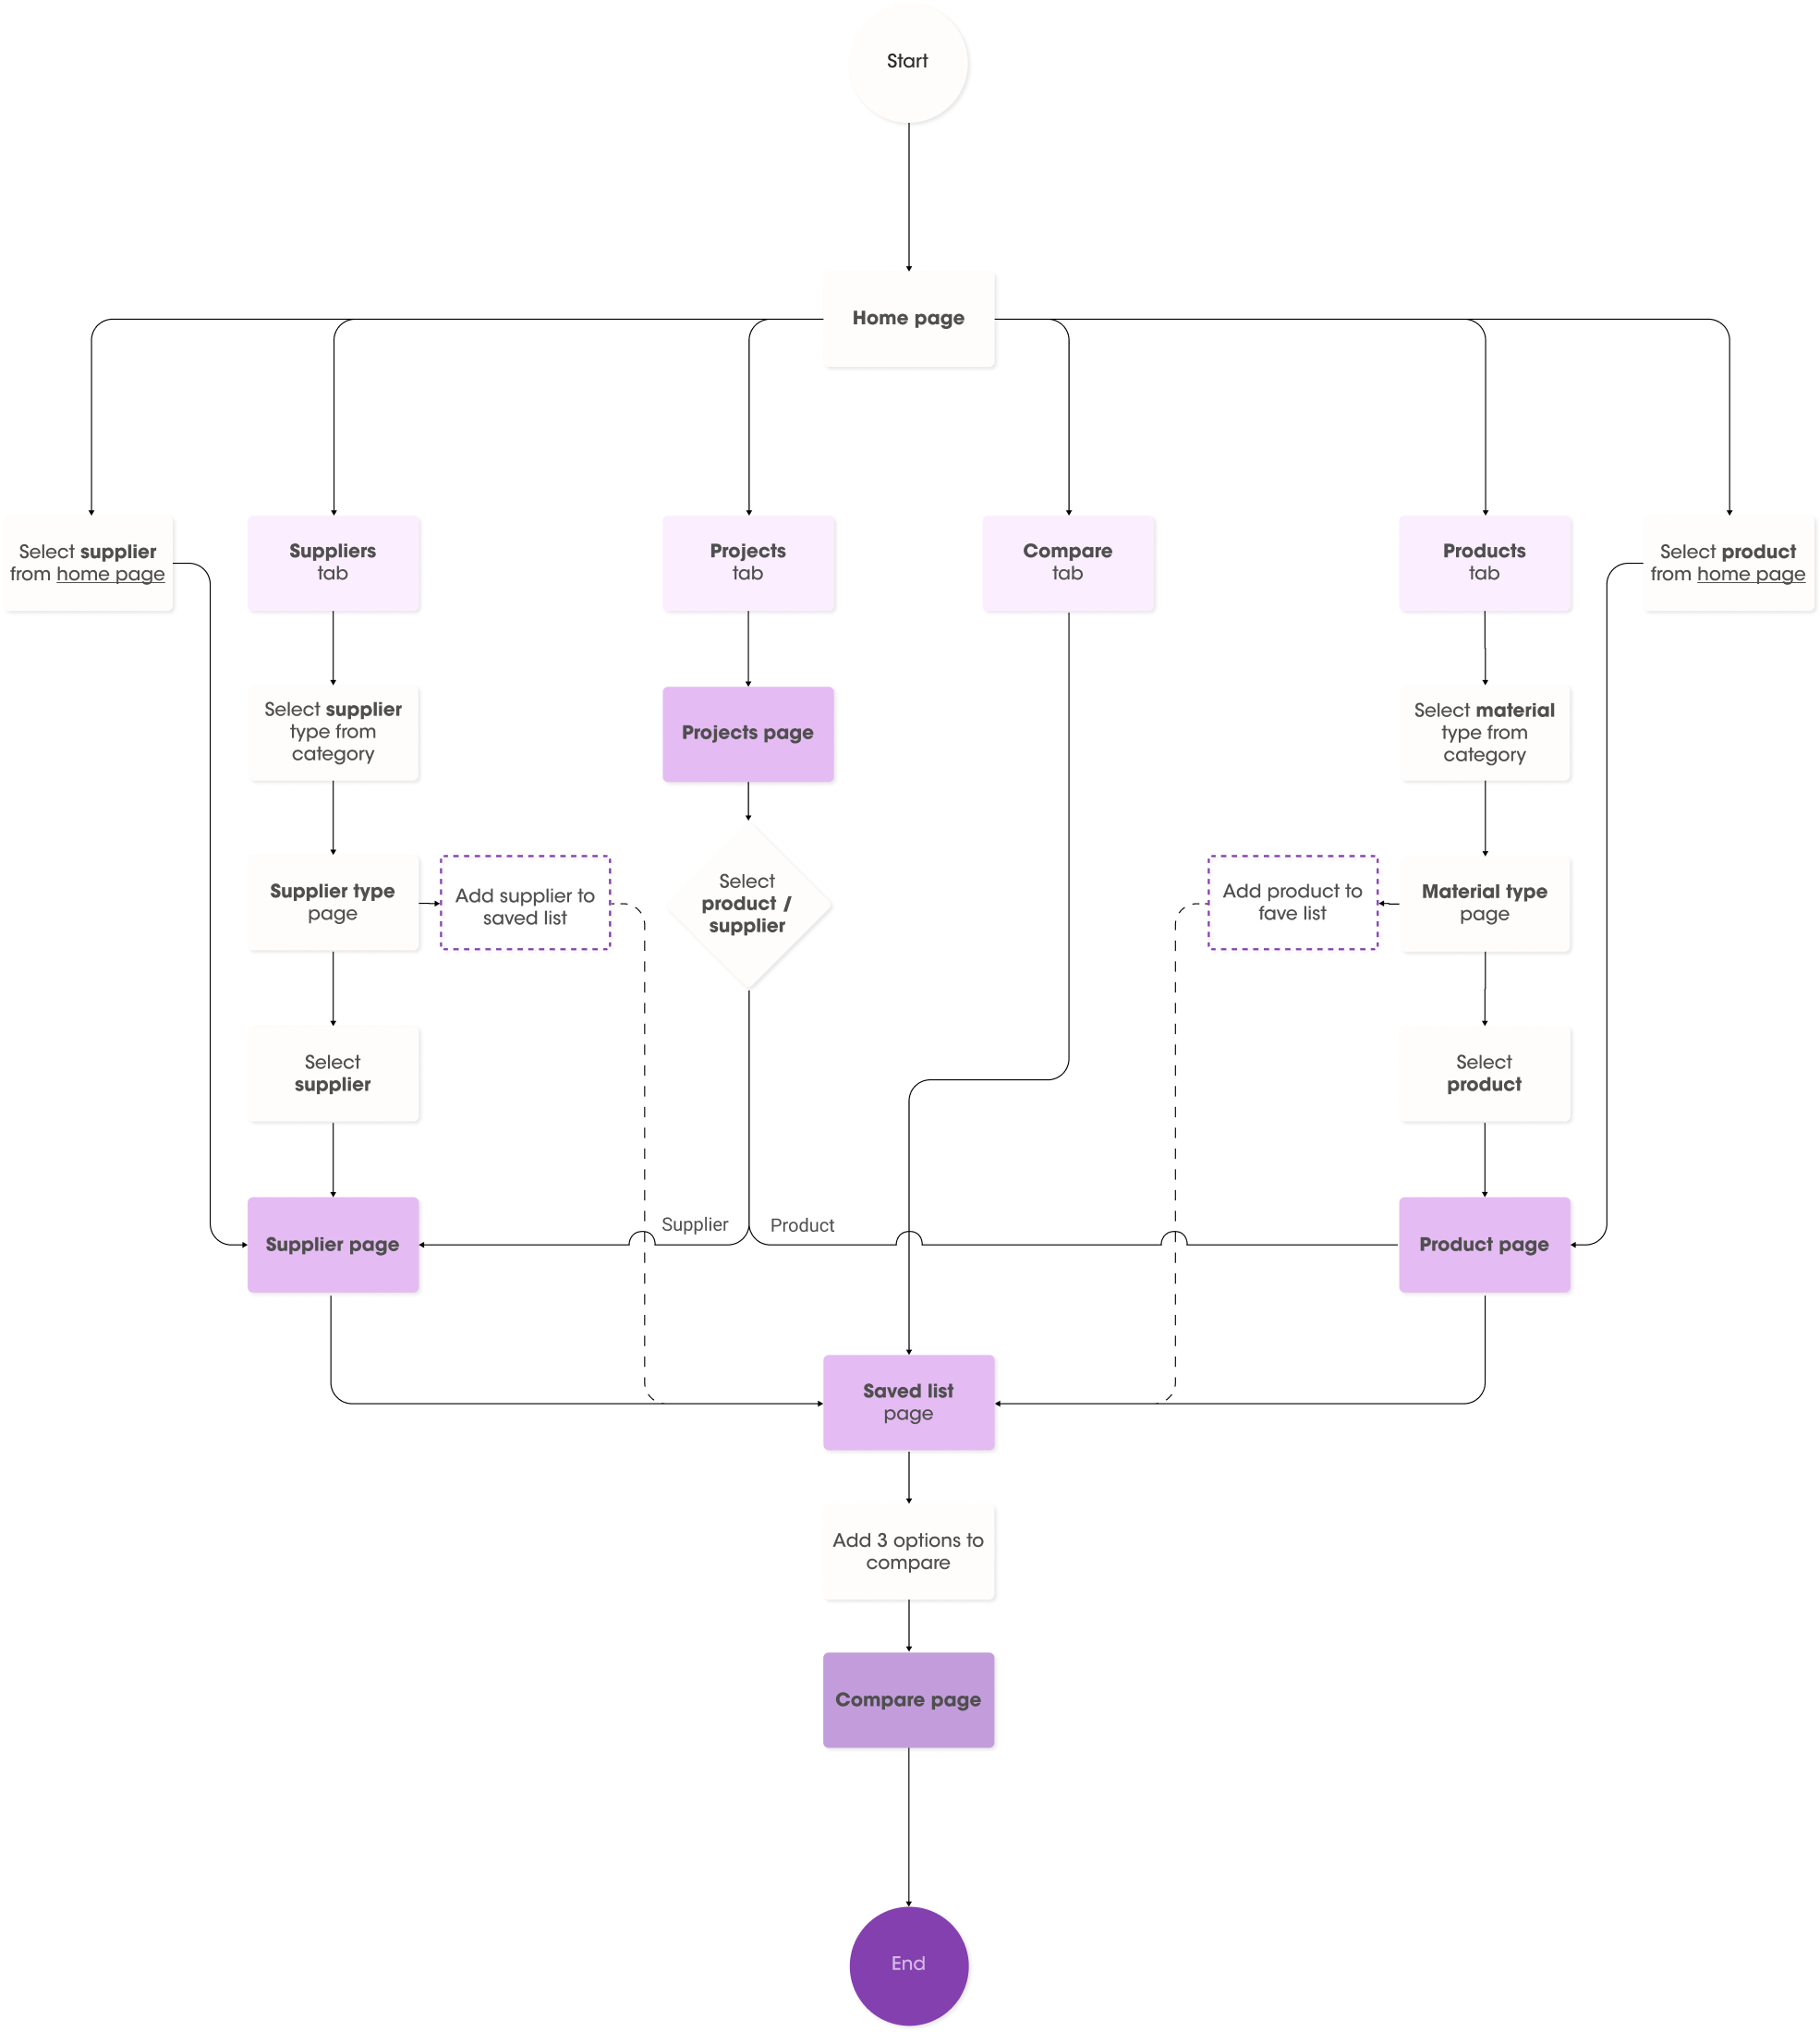 Start
Home page
Select supplier
from home page
Suppliers
tab
Projects
tab
Compare
tab
Products
tab
Select product
from home page
Select supplier
type from
category
Projects page
Select material
type from
category
Supplier type
page
Add supplier to
saved list
Select
product /
supplier
Add product to
fave list
Material type
page
Select
supplier
Select
product
Supplier
Product
Supplier page
Product page
Saved list
page
Add 3 options to
compare
Compare page
End